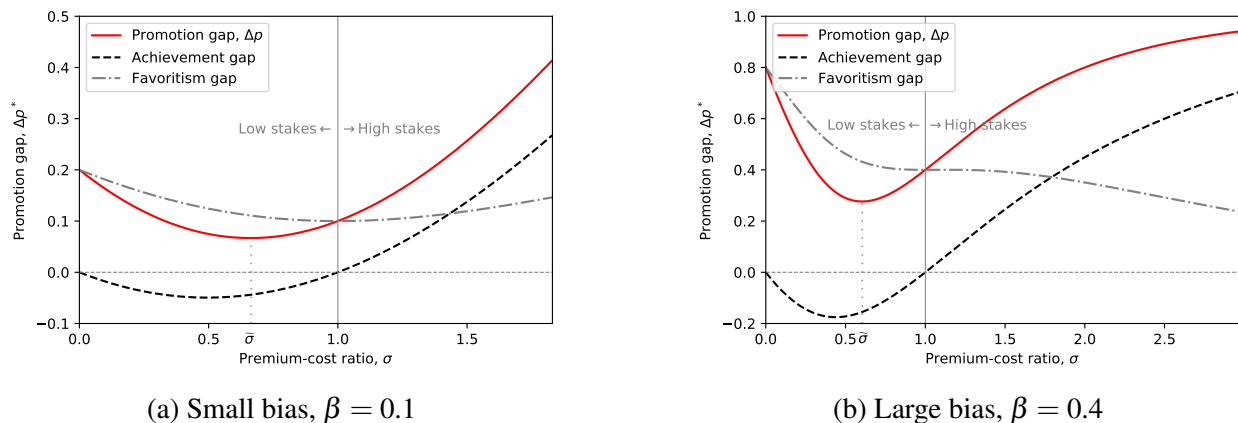 0.5
0.4
0.3
0.2
0.1
0.0
−0.1
Promotion gap, Δp*
Promotion gap, Δp
Achievement gap
Favoritism gap
Low stakes ← → High stakes
0.0 0.5 σ̃ 1.0 1.5
Premium-cost ratio, σ
(a) Small bias, β = 0.1
1.0
0.8
0.6
0.4
0.2
0.0
−0.2
Promotion gap, Δp*
Promotion gap, Δp
Achievement gap
Favoritism gap
Low stakes ← → High stakes
0.0 0.5 σ̃ 1.0 1.5 2.0 2.5
Premium-cost ratio, σ
(b) Large bias, β = 0.4